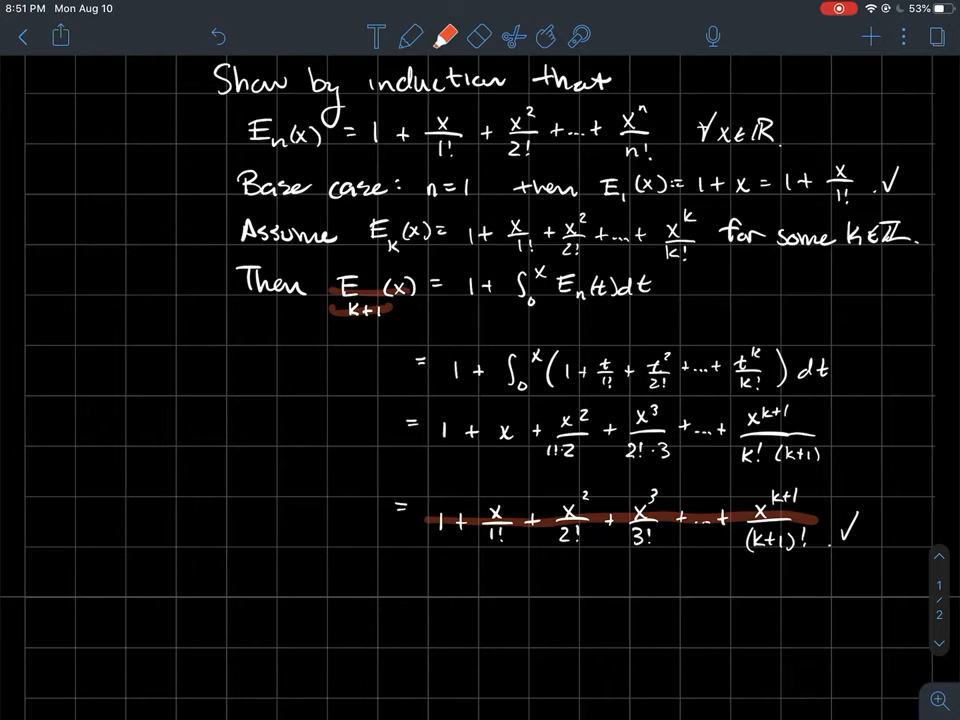 8:51 PM Mon Aug 10 53%
Show by induction that
Eₙ(x) = 1 + x/1! + x²/2! + ... + xⁿ/n! ∀x∈ℝ.
Base case: n=1 then E₁(x) := 1 + x = 1 + x/1! . ✓
Assume Eₖ(x) = 1 + x/1! + x²/2! + ... + xᵏ/k! for some k∈ℤ.
Then Eₖ₊₁(x) = 1 + ∫₀ˣ Eₙ(t)dt
= 1 + ∫₀ˣ (1 + t/1! + t²/2! + ... + tᵏ/k!) dt
= 1 + x + x²/(1!·2) + x³/(2!·3) + ... + xᵏ⁺¹/(k!·(k+1))
= 1 + x/1! + x²/2! + x³/3! + ... + xᵏ⁺¹/(k+1)! . ✓
1
/
2